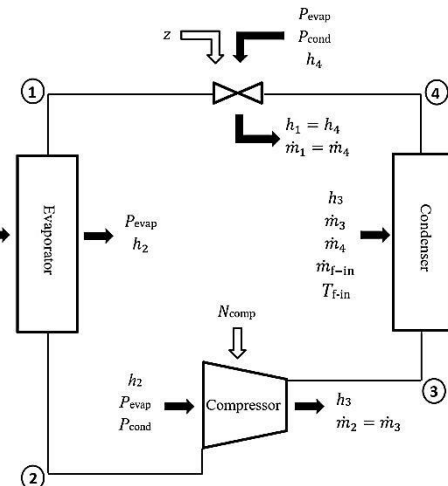 z
P_evap
P_cond
h_4
①
④
h_1 = h_4
ṁ_1 = ṁ_4
Evaporator
P_evap
h_2
h_3
ṁ_3
ṁ_4
ṁ_f−in
T_f-in
Condenser
N_comp
h_2
P_evap
P_cond
Compressor
h_3
ṁ_2 = ṁ_3
③
②